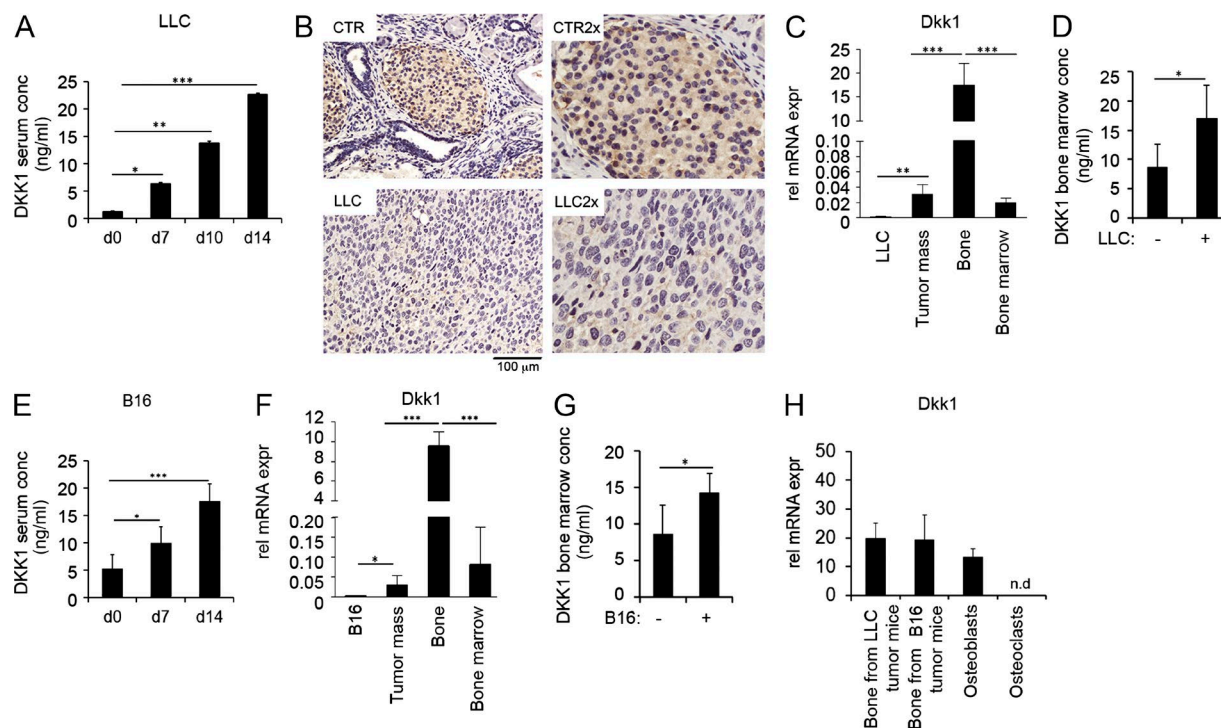 A
LLC
DKK1 serum conc
(ng/ml)
25
20
15
10
5
0
***
**
*
d0 d7 d10 d14
B
CTR
CTR2x
LLC
LLC2x
100 µm
C
Dkk1
rel mRNA expr
25
20
15
10
5
0.10
0.08
0.06
0.04
0.02
0
*** ***
**
LLC
Tumor mass
Bone
Bone marrow
D
DKK1 bone marrow conc
(ng/ml)
25
20
15
10
5
0
*
LLC: - +
E
B16
DKK1 serum conc
(ng/ml)
25
20
15
10
5
0
***
*
d0 d7 d14
F
Dkk1
rel mRNA expr
12
10
8
6
4
0.20
0.15
0.10
0.05
0
*** ***
*
B16
Tumor mass
Bone
Bone marrow
G
DKK1 bone marrow conc
(ng/ml)
20
15
10
5
0
*
B16: - +
H
Dkk1
rel mRNA expr
50
40
30
20
10
0
n.d
Bone from LLC
tumor mice
Bone from B16
tumor mice
Osteoblasts
Osteoclasts